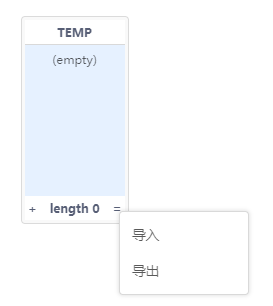 TEMP
(empty)
+ length 0 =
导入
导出